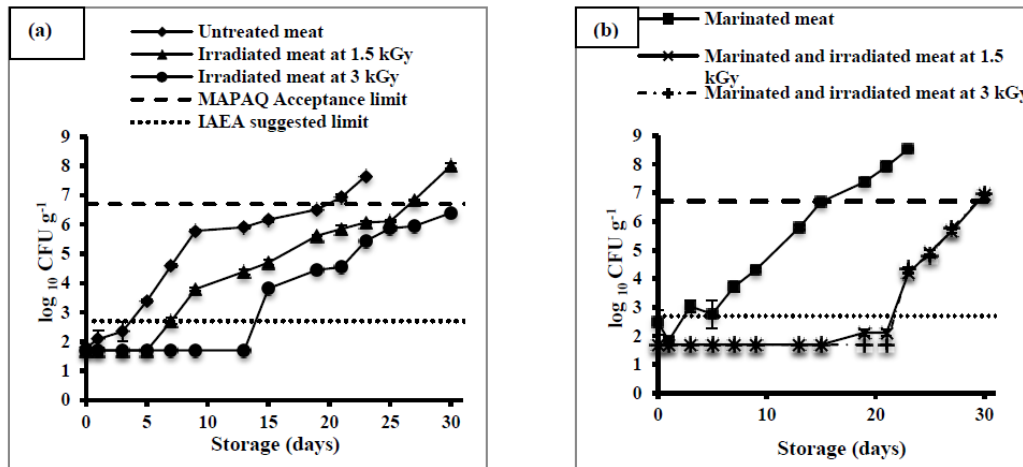 (a)
Untreated meat
Irradiated meat at 1.5 kGy
Irradiated meat at 3 kGy
MAPAQ Acceptance limit
IAEA suggested limit
9
8
7
6
5
4
3
2
1
0
log 10 CFU g-1
0 5 10 15 20 25 30
Storage (days)
(b)
Marinated meat
Marinated and irradiated meat at 1.5
kGy
Marinated and irradiated meat at 3 kGy
9
8
7
6
5
4
3
2
1
0
log 10 CFU g-1
0 10 20 30
Storage (days)